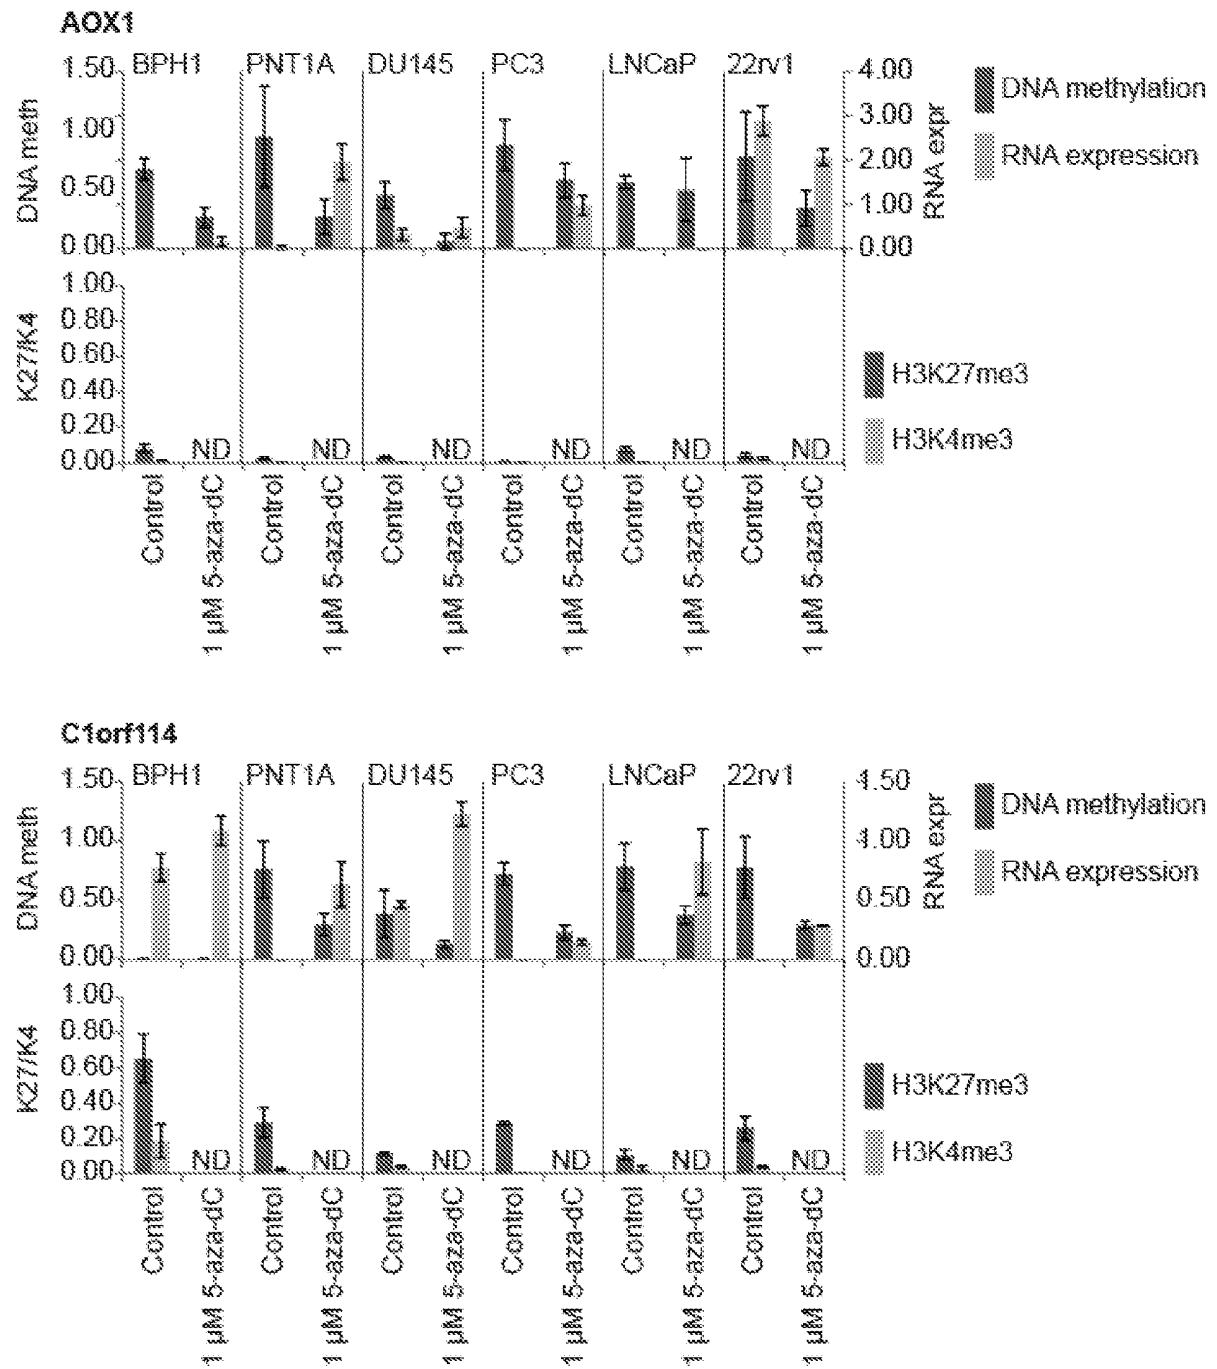 AOX1
BPH1 PNT1A DU145 PC3 LNCaP 22rv1
DNA meth
1.50
1.00
0.50
0.00
RNA expr
4.00
3.00
2.00
1.00
0.00
DNA methylation
RNA expression
K27/K4
1.00
0.80
0.60
0.40
0.20
0.00
ND ND ND ND ND ND
H3K27me3
H3K4me3
Control
1 µM 5-aza-dC
Control
1 µM 5-aza-dC
Control
1 µM 5-aza-dC
Control
1 µM 5-aza-dC
Control
1 µM 5-aza-dC
Control
1 µM 5-aza-dC
C1orf114
BPH1 PNT1A DU145 PC3 LNCaP 22rv1
DNA meth
1.50
1.00
0.50
0.00
RNA expr
1.50
1.00
0.50
0.00
DNA methylation
RNA expression
K27/K4
1.00
0.80
0.60
0.40
0.20
0.00
ND ND ND ND ND ND
H3K27me3
H3K4me3
Control
1 µM 5-aza-dC
Control
1 µM 5-aza-dC
Control
1 µM 5-aza-dC
Control
1 µM 5-aza-dC
Control
1 µM 5-aza-dC
Control
1 µM 5-aza-dC